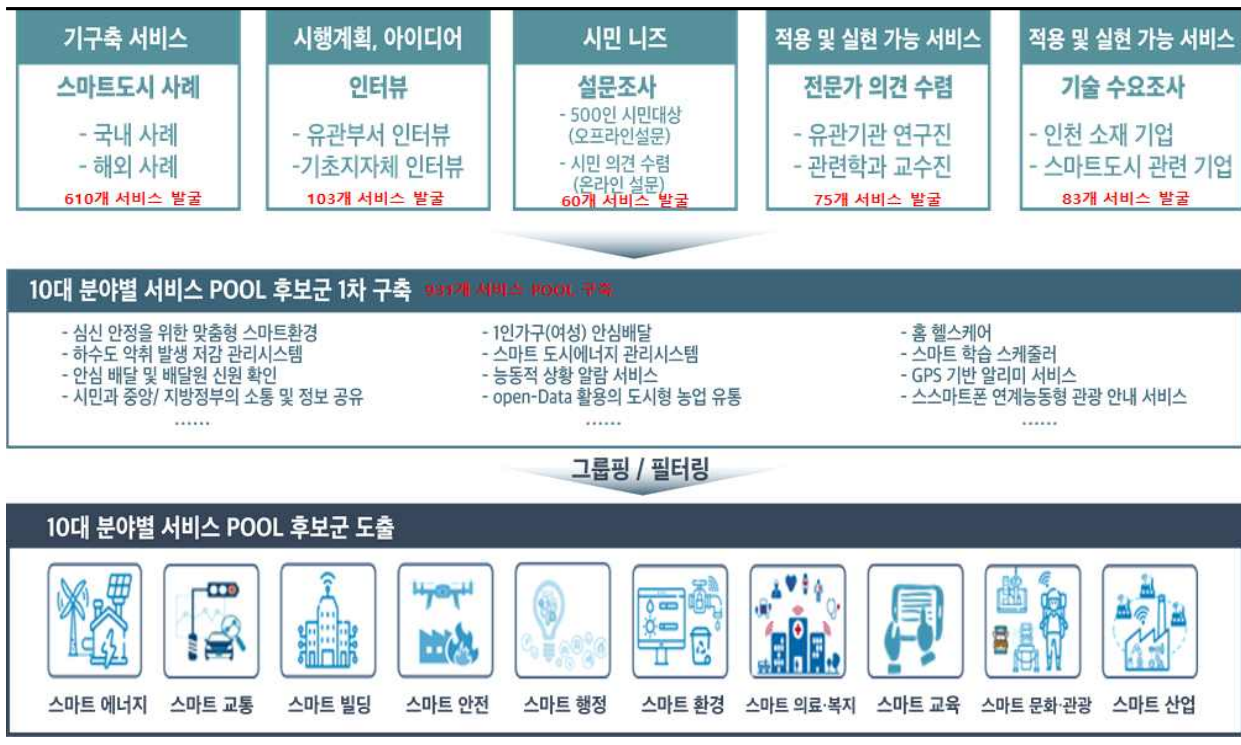 기구축 서비스
스마트도시 사례
- 국내 사례
- 해외 사례
610개 서비스 발굴
시행계획, 아이디어
인터뷰
- 유관부서 인터뷰
-기초지자체 인터뷰
103개 서비스 발굴
시민 니즈
설문조사
- 500인 시민대상
(오프라인설문)
- 시민 의견 수렴
(온라인 설문)
60개 서비스 발굴
적용 및 실현 가능 서비스
전문가 의견 수렴
- 유관기관 연구진
- 관련학과 교수진
75개 서비스 발굴
적용 및 실현 가능 서비스
기술 수요조사
- 인천 소재 기업
- 스마트도시 관련 기업
83개 서비스 발굴
10대 분야별 서비스 POOL 후보군 1차 구축 931개 서비스 POOL 구축
- 심신 안정을 위한 맞춤형 스마트환경
- 하수도 악취 발생 저감 관리시스템
- 안심 배달 및 배달원 신원 확인
- 시민과 중앙/ 지방정부의 소통 및 정보 공유
......
- 1인가구(여성) 안심배달
- 스마트 도시에너지 관리시스템
- 능동적 상황 알람 서비스
- open-Data 활용의 도시형 농업 유통
......
- 홈 헬스케어
- 스마트 학습 스케줄러
- GPS 기반 알리미 서비스
- 스스마트폰 연계능동형 관광 안내 서비스
......
그룹핑 / 필터링
10대 분야별 서비스 POOL 후보군 도출
스마트 에너지
스마트 교통
스마트 빌딩
스마트 안전
스마트 행정
스마트 환경
스마트 의료·복지
스마트 교육
스마트 문화·관광
스마트 산업